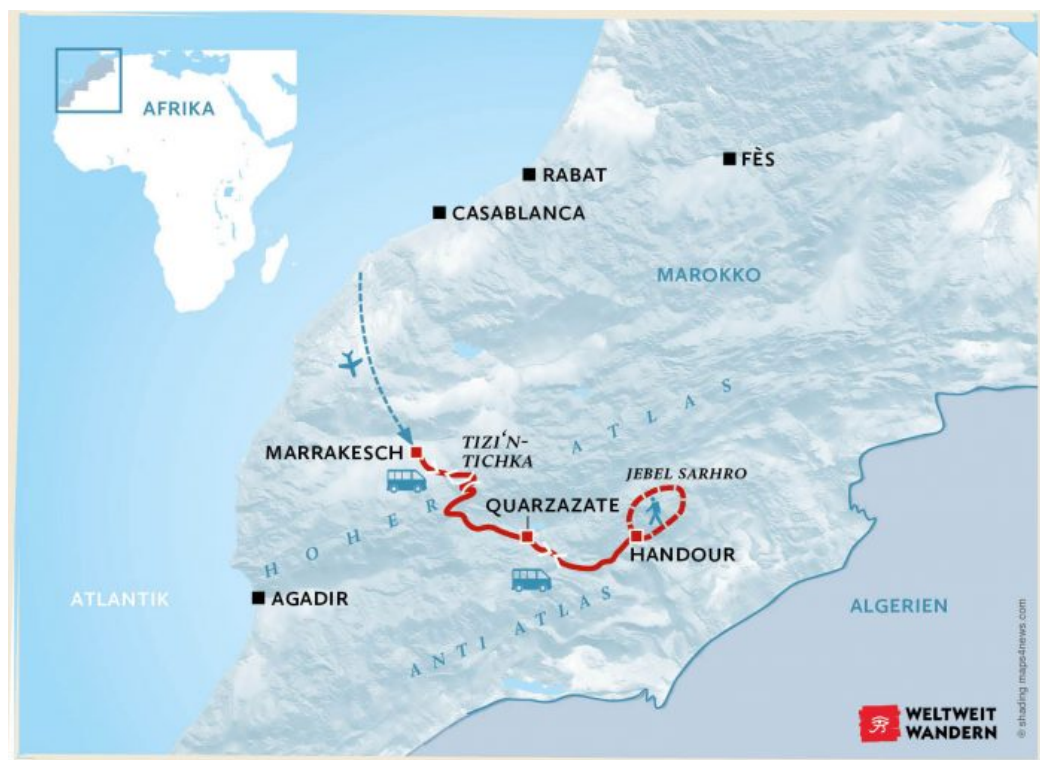 AFRIKA
FÈS
RABAT
CASABLANCA
MAROKKO
HOHER ATLAS
MARRAKESCH
TIZI‘N-
TICHKA
JEBEL SARHRO
QUARZAZATE
HANDOUR
ATLANTIK
AGADIR
ANTI ATLAS
ALGERIEN
© shading maps4news.com
WELTWEIT
WANDERN